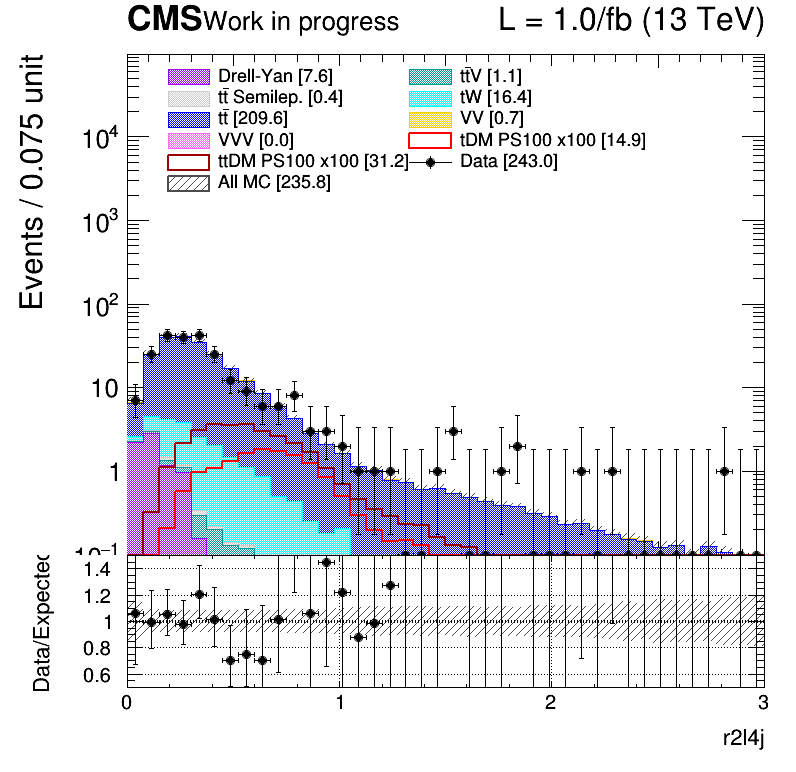 CMS Work in progress L = 1.0/fb (13 TeV)
Events / 0.075 unit
Drell-Yan [7.6] tt̄V [1.1]
tt̄ Semilep. [0.4] tW [16.4]
tt̄ [209.6] VV [0.7]
VVV [0.0] tDM PS100 x100 [14.9]
ttDM PS100 x100 [31.2] Data [243.0]
All MC [235.8]
10⁴
10³
10²
10
1
10⁻¹
Data/Expected
1.4
1.2
1
0.8
0.6
0 1 2 3
r2l4j